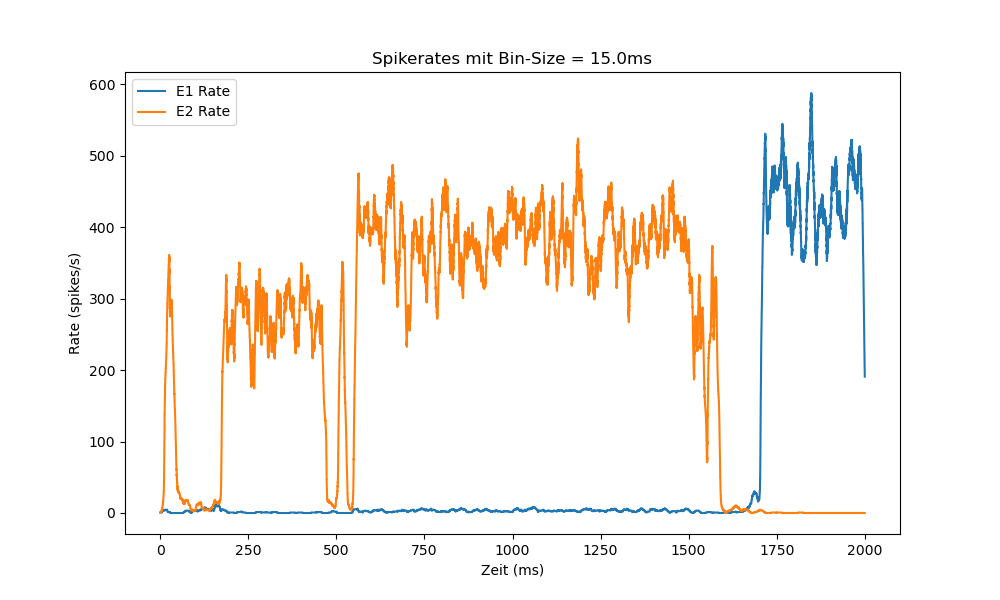 Spikerates mit Bin-Size = 15.0ms
E1 Rate
E2 Rate
Rate (spikes/s)
600
500
400
300
200
100
0
0 250 500 750 1000 1250 1500 1750 2000
Zeit (ms)